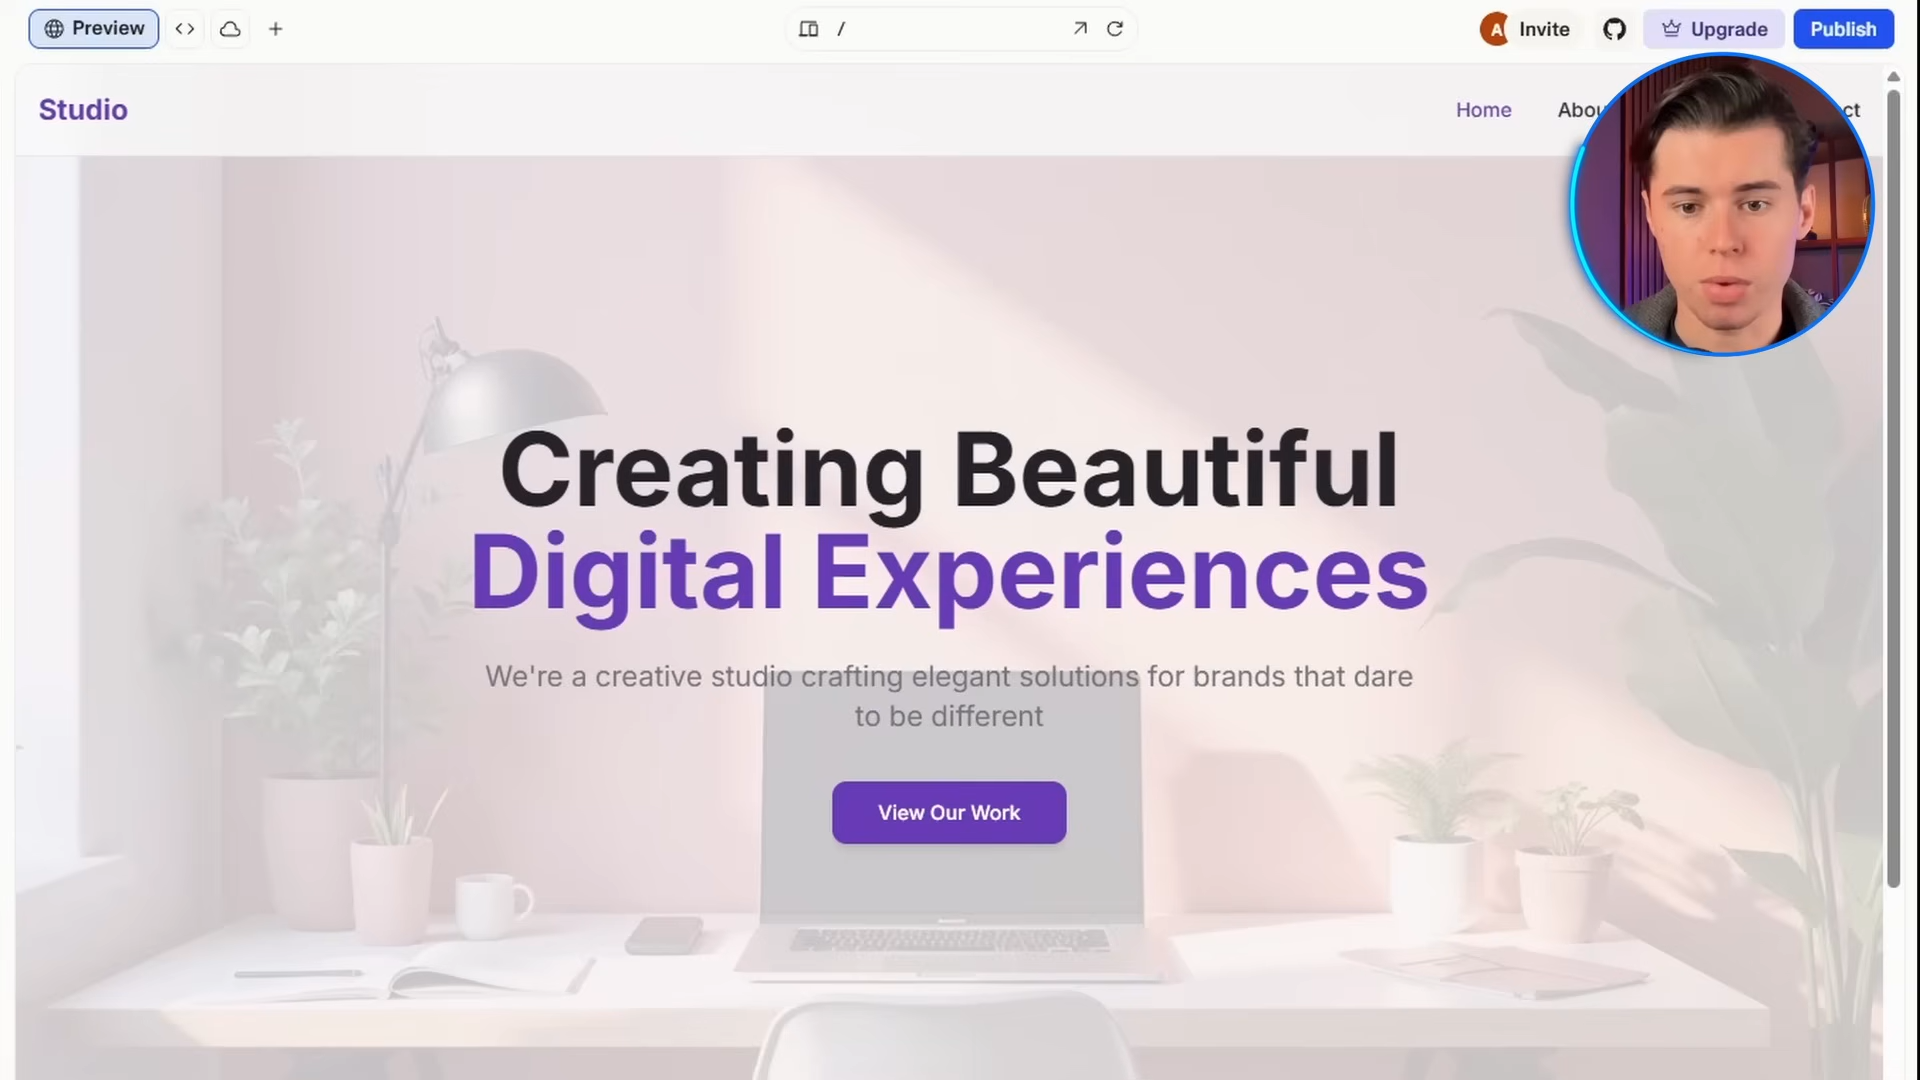 Preview
/
A Invite
Upgrade
Publish
Studio
Home
Creating Beautiful
Digital Experiences
We're a creative studio crafting elegant solutions for brands that dare
to be different
View Our Work